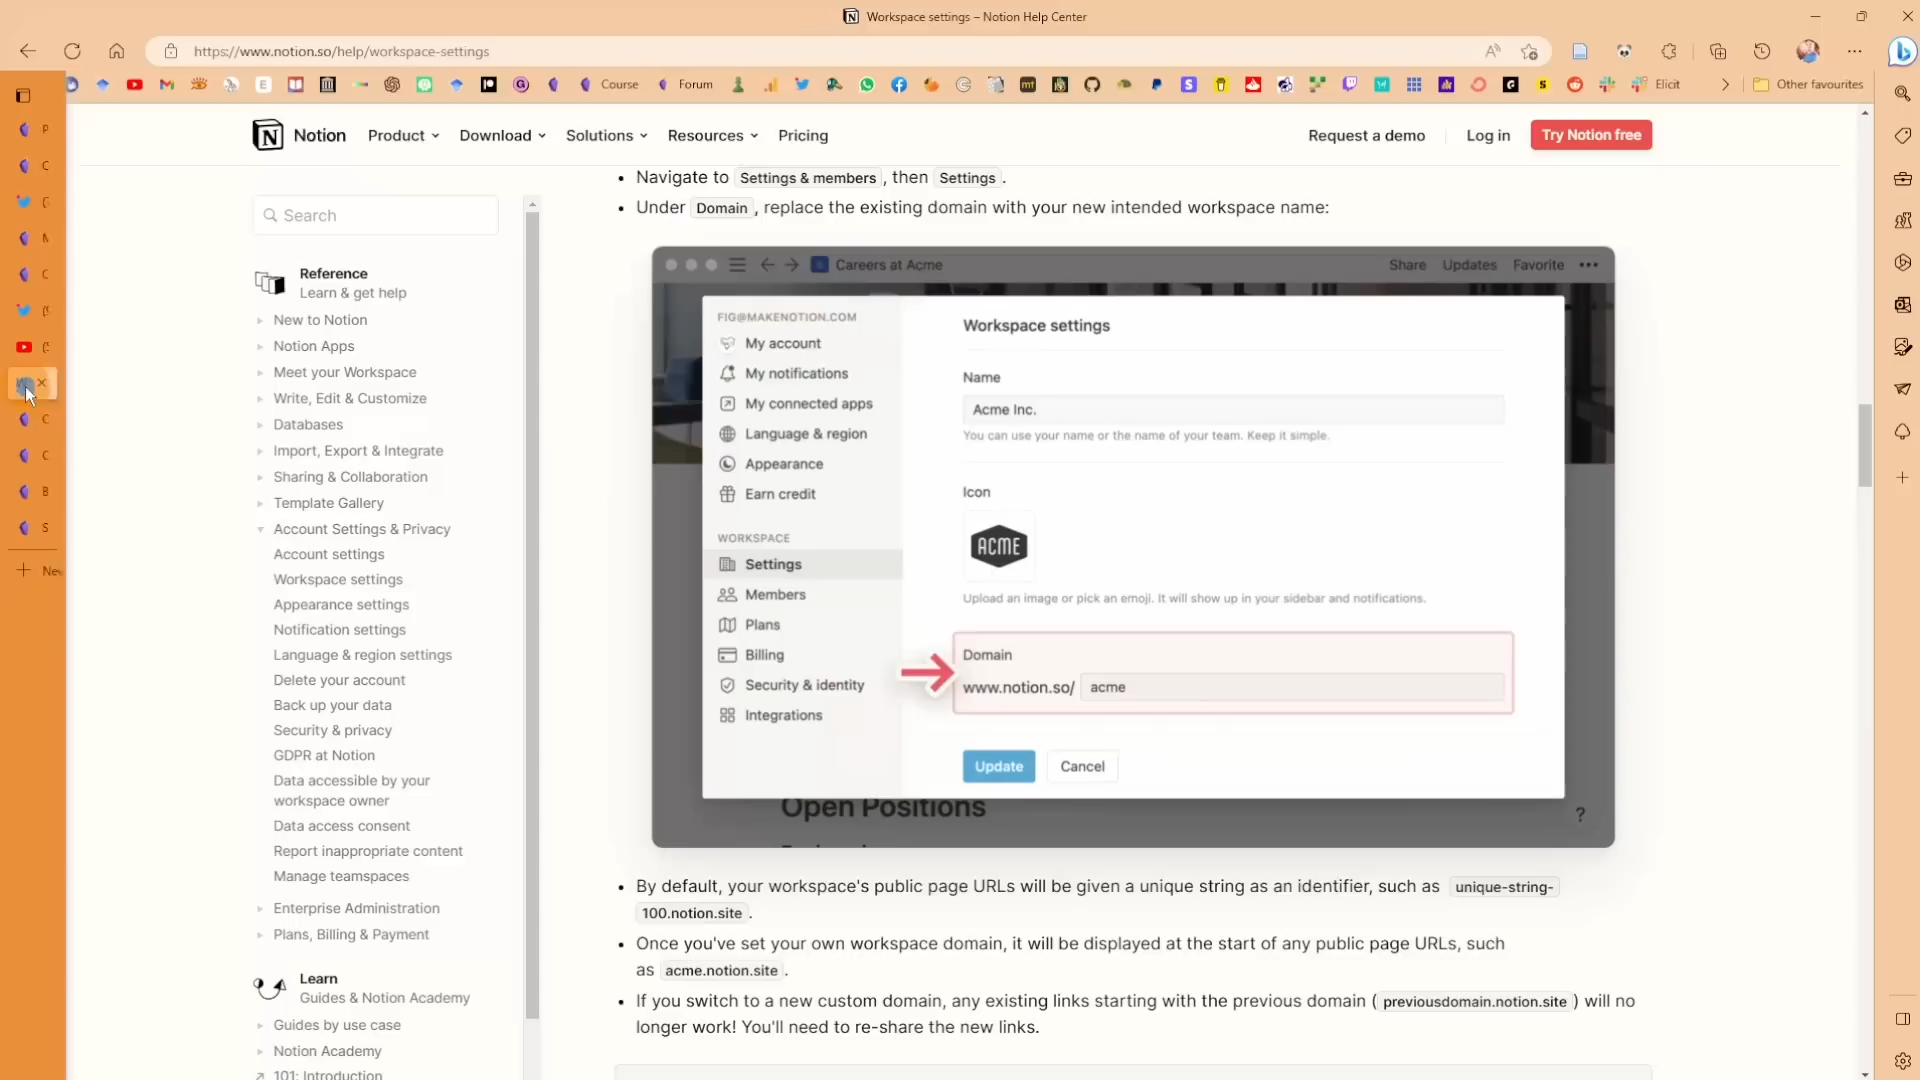 Workspace settings – Notion Help Center
https://www.notion.so/help/workspace-settings
Course
Forum
Elicit
Other favourites
P
C
M
C
C
C
B
S
Nev
Notion
Product
Download
Solutions
Resources
Pricing
Request a demo
Log in
Try Notion free
Search
Reference
Learn & get help
New to Notion
Notion Apps
Meet your Workspace
Write, Edit & Customize
Databases
Import, Export & Integrate
Sharing & Collaboration
Template Gallery
Account Settings & Privacy
Account settings
Workspace settings
Appearance settings
Notification settings
Language & region settings
Delete your account
Back up your data
Security & privacy
GDPR at Notion
Data accessible by your
workspace owner
Data access consent
Report inappropriate content
Manage teamspaces
Enterprise Administration
Plans, Billing & Payment
Learn
Guides & Notion Academy
Guides by use case
Notion Academy
101: Introduction
• Navigate to Settings & members, then Settings.
• Under Domain, replace the existing domain with your new intended workspace name:
Careers at Acme
Share
Updates
Favorite
FIG@MAKENOTION.COM
My account
My notifications
My connected apps
Language & region
Appearance
Earn credit
WORKSPACE
Settings
Members
Plans
Billing
Security & identity
Integrations
Workspace settings
Name
Acme Inc.
You can use your name or the name of your team. Keep it simple.
Icon
ACME
Upload an image or pick an emoji. It will show up in your sidebar and notifications.
Domain
www.notion.so/ acme
Update
Cancel
Open Positions
?
• By default, your workspace's public page URLs will be given a unique string as an identifier, such as unique-string-
100.notion.site.
• Once you've set your own workspace domain, it will be displayed at the start of any public page URLs, such
as acme.notion.site.
• If you switch to a new custom domain, any existing links starting with the previous domain (previousdomain.notion.site) will no
longer work! You'll need to re-share the new links.